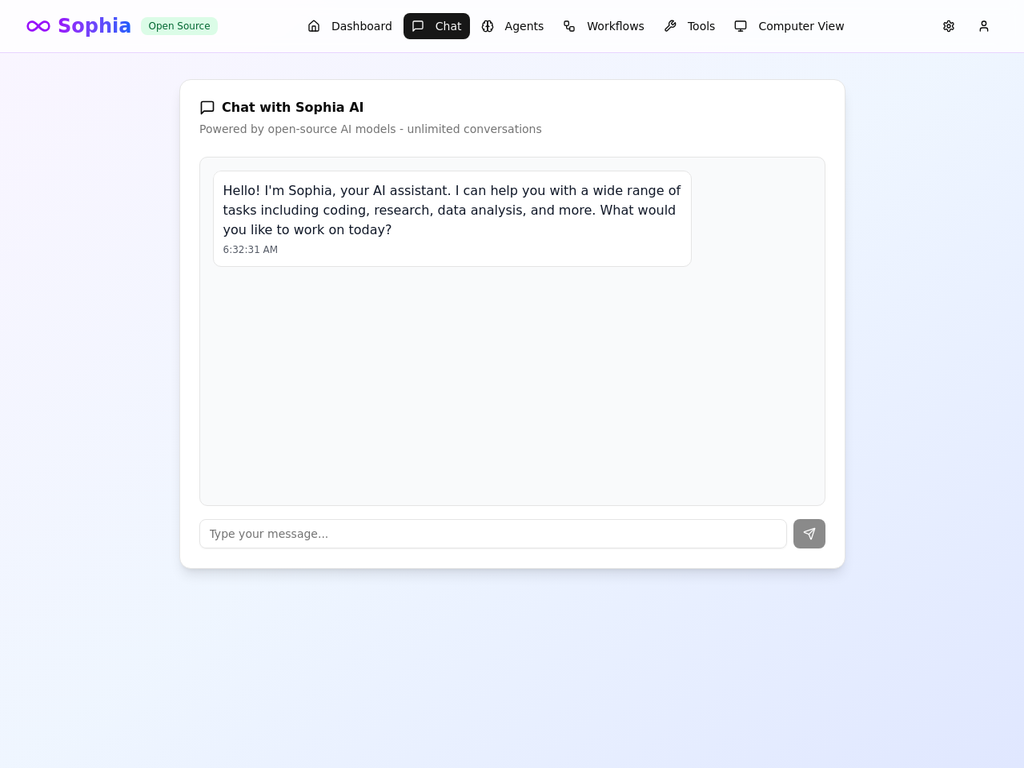 Sophia
Open Source
Dashboard
Chat
Agents
Workflows
Tools
Computer View
Chat with Sophia AI
Powered by open-source AI models - unlimited conversations
Hello! I'm Sophia, your AI assistant. I can help you with a wide range of
tasks including coding, research, data analysis, and more. What would
you like to work on today?
6:32:31 AM
Type your message...